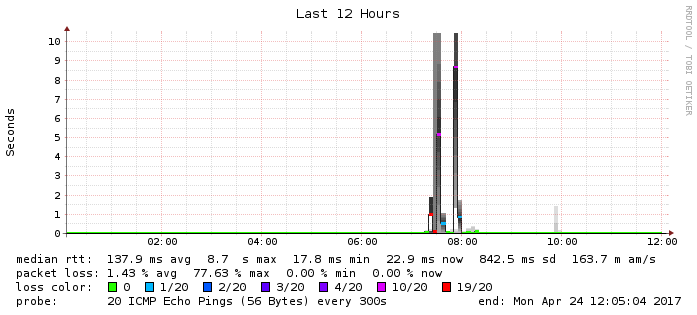 Last 12 Hours
RRDTOOL / TOBI OETIKER
Seconds
10
9
8
7
6
5
4
3
2
1
0
02:00 04:00 06:00 08:00 10:00 12:00
median rtt: 137.9 ms avg 8.7 s max 17.8 ms min 22.9 ms now 842.5 ms sd 163.7 m am/s
packet loss: 1.43 % avg 77.63 % max 0.00 % min 0.00 % now
loss color: 0 1/20 2/20 3/20 4/20 10/20 19/20
probe: 20 ICMP Echo Pings (56 Bytes) every 300s end: Mon Apr 24 12:05:04 2017